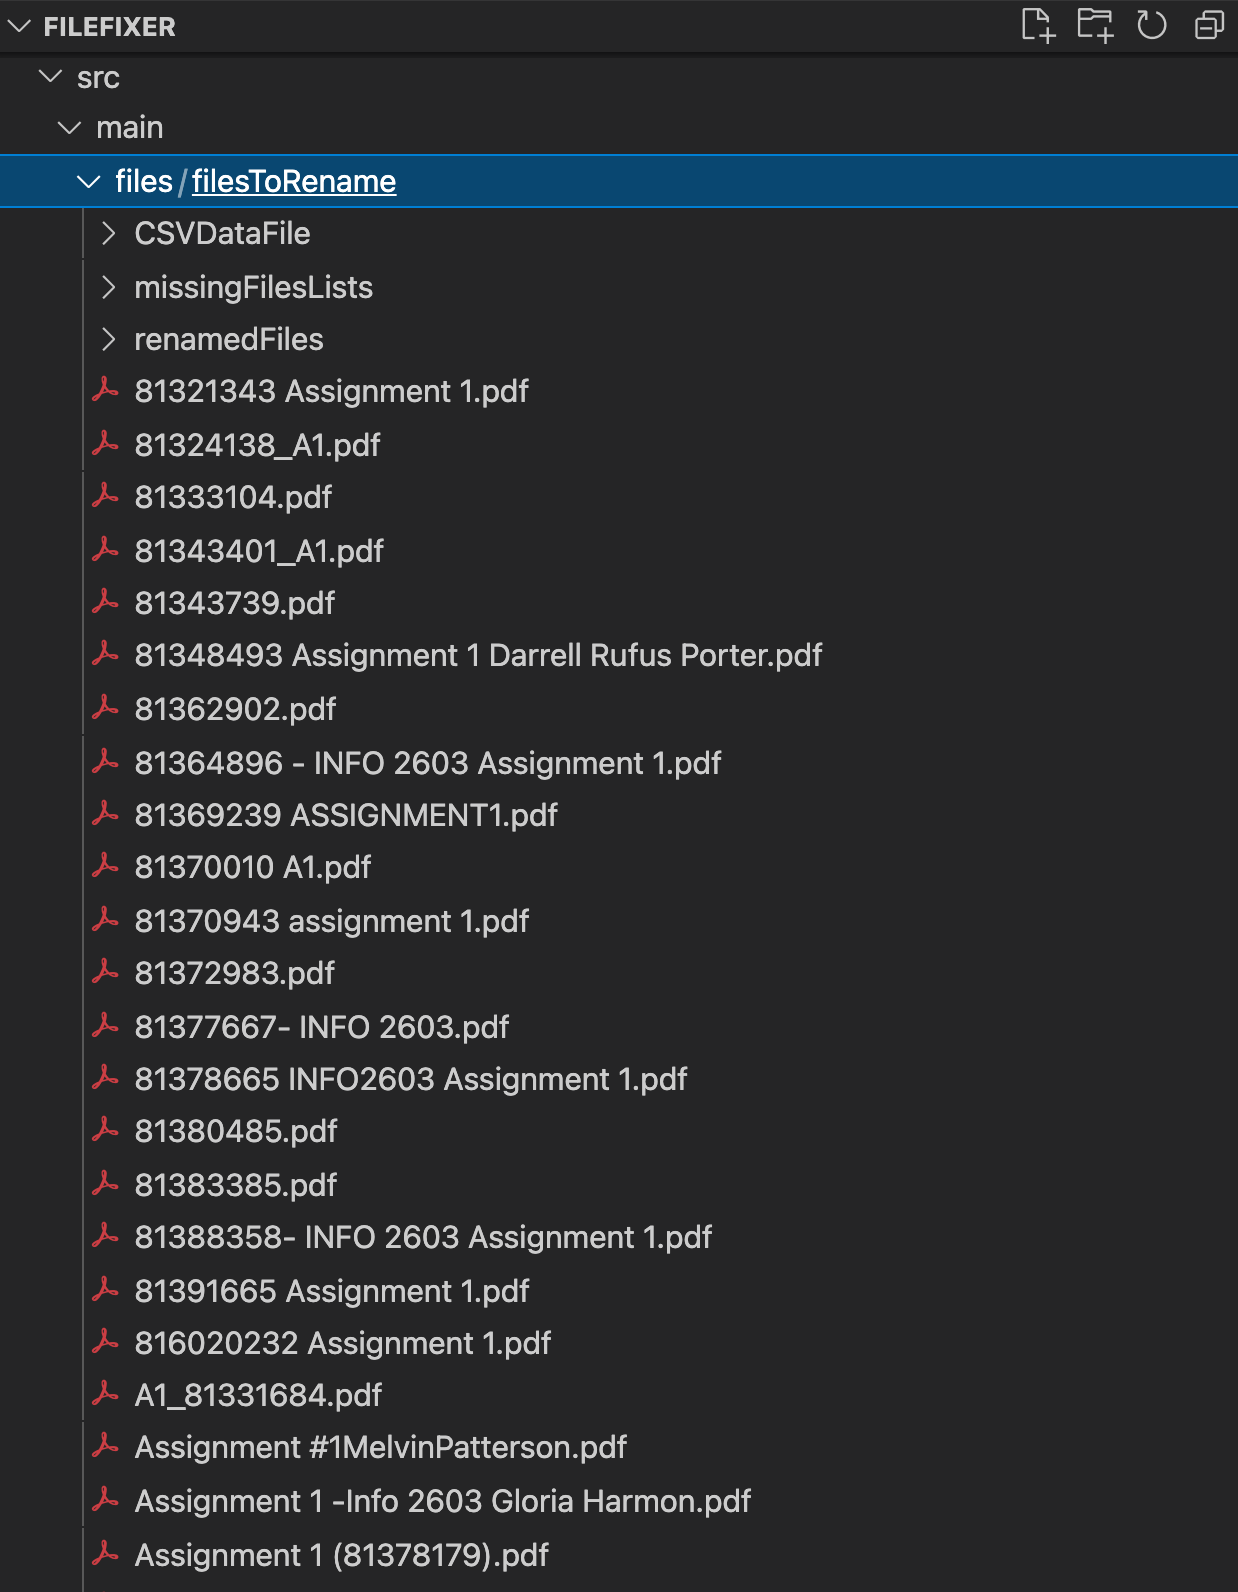 FILEFIXER
src
main
files/filesToRename
CSVDataFile
missingFilesLists
renamedFiles
81321343 Assignment 1.pdf
81324138_A1.pdf
81333104.pdf
81343401_A1.pdf
81343739.pdf
81348493 Assignment 1 Darrell Rufus Porter.pdf
81362902.pdf
81364896 - INFO 2603 Assignment 1.pdf
81369239 ASSIGNMENT1.pdf
81370010 A1.pdf
81370943 assignment 1.pdf
81372983.pdf
81377667- INFO 2603.pdf
81378665 INFO2603 Assignment 1.pdf
81380485.pdf
81383385.pdf
81388358- INFO 2603 Assignment 1.pdf
81391665 Assignment 1.pdf
816020232 Assignment 1.pdf
A1_81331684.pdf
Assignment #1MelvinPatterson.pdf
Assignment 1 -Info 2603 Gloria Harmon.pdf
Assignment 1 (81378179).pdf